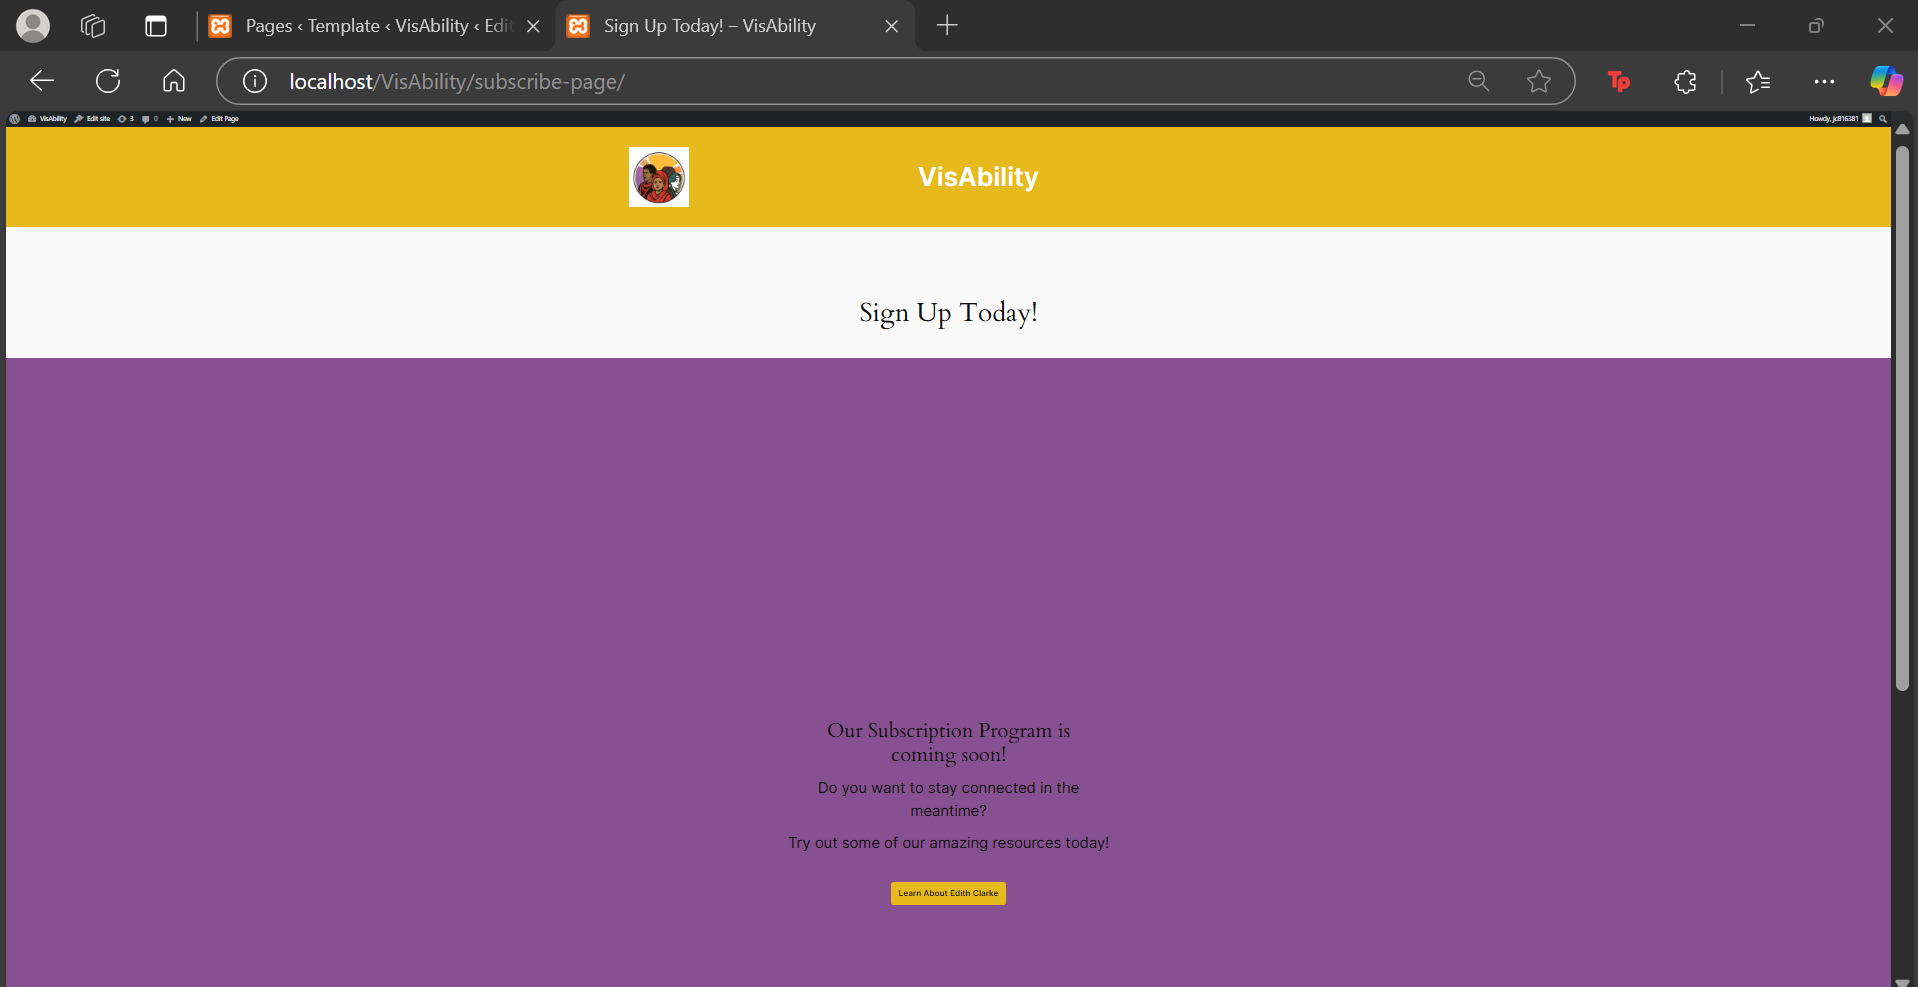 Pages ‹ Template ‹ VisAbility ‹ Edit
Sign Up Today! – VisAbility
localhost/VisAbility/subscribe-page/
Tp
VisAbility
Edit site
3
0
New
Edit Page
Howdy, jc816381
VisAbility
Sign Up Today!
Our Subscription Program is
coming soon!
Do you want to stay connected in the
meantime?
Try out some of our amazing resources today!
Learn About Edith Clarke